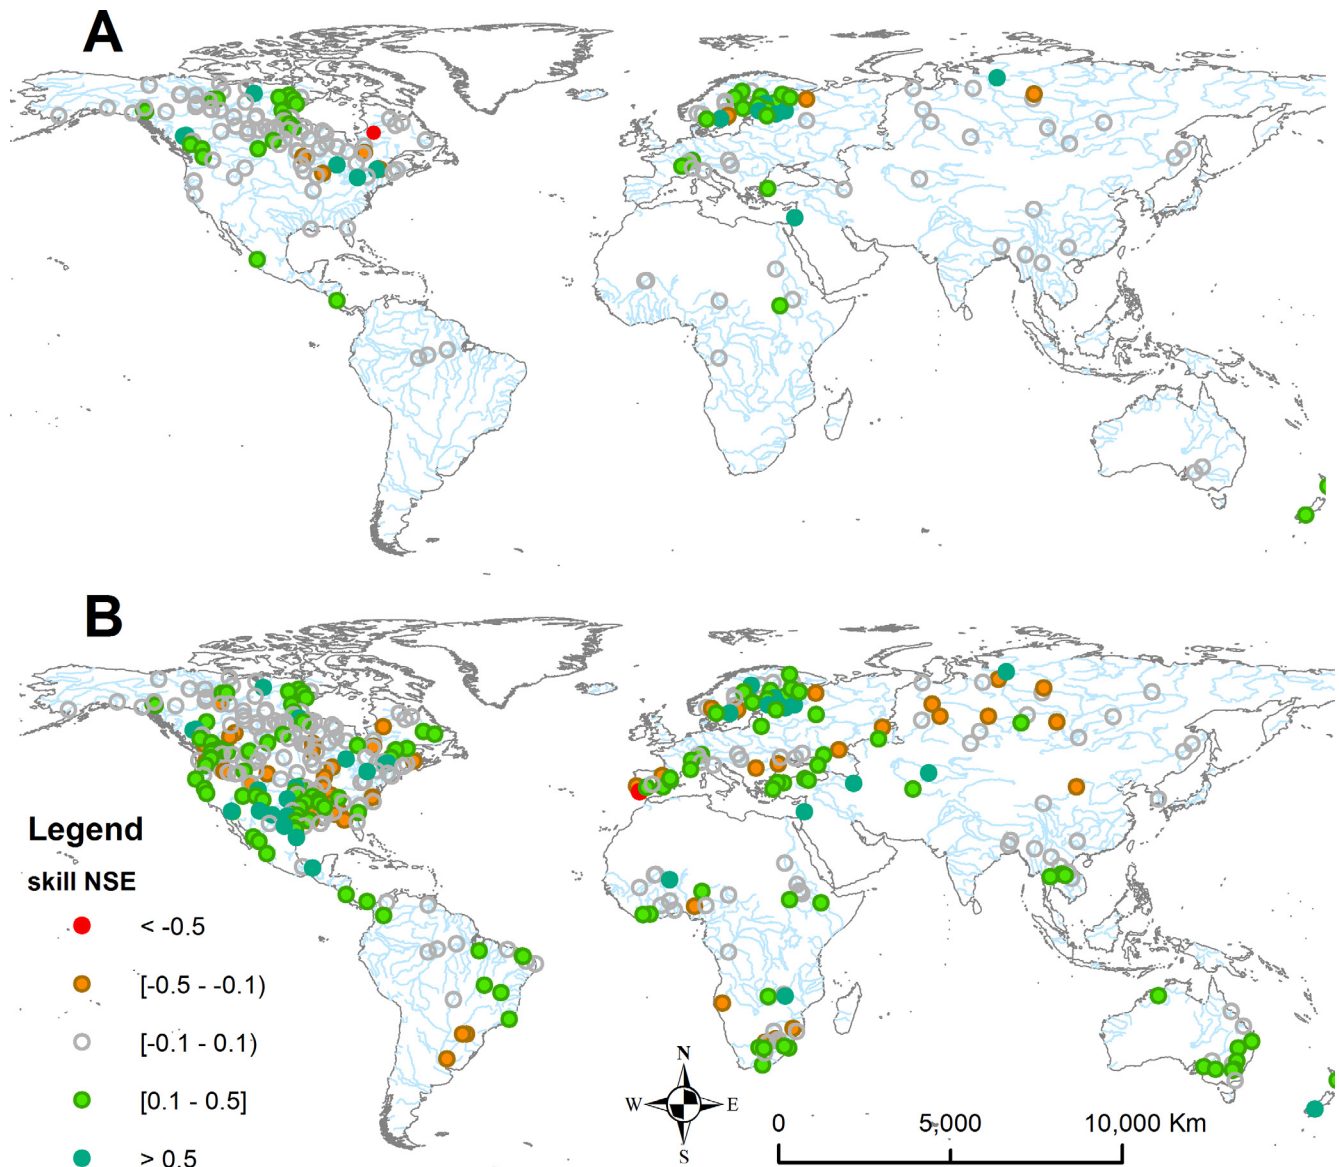 A
B
Legend
skill NSE
< -0.5
[-0.5 - -0.1)
[-0.1 - 0.1)
[0.1 - 0.5]
> 0.5
N
W E
S
0 5,000 10,000 Km